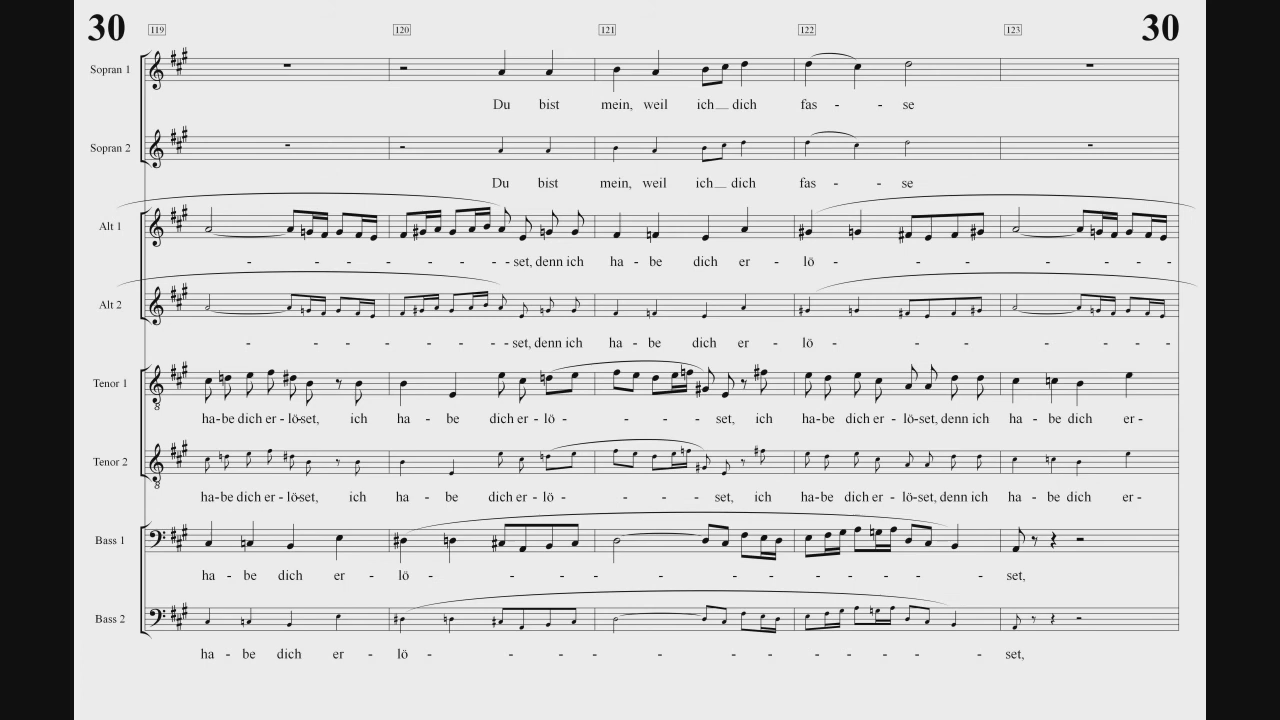 30 30
119 120 121 122 123
Sopran 1
Du bist mein, weil ich dich fas - - se
Sopran 2
Du bist mein, weil ich dich fas - - se
Alt 1
- - - - - - - set, denn ich ha - be dich er - lö - - - - - - - - -
Alt 2
- - - - - - - set, denn ich ha - be dich er - lö - - - - - - - - -
Tenor 1
ha-be dich er - lö-set, ich ha - be dich er - lö - - - - - set, ich ha-be dich er - lö-set, denn ich ha - be dich er -
Tenor 2
ha-be dich er - lö-set, ich ha - be dich er - lö - - - - - set, ich ha-be dich er - lö-set, denn ich ha - be dich er -
Bass 1
ha - be dich er - lö - - - - - - - - - - - - set,
Bass 2
ha - be dich er - lö - - - - - - - - - - - - set,